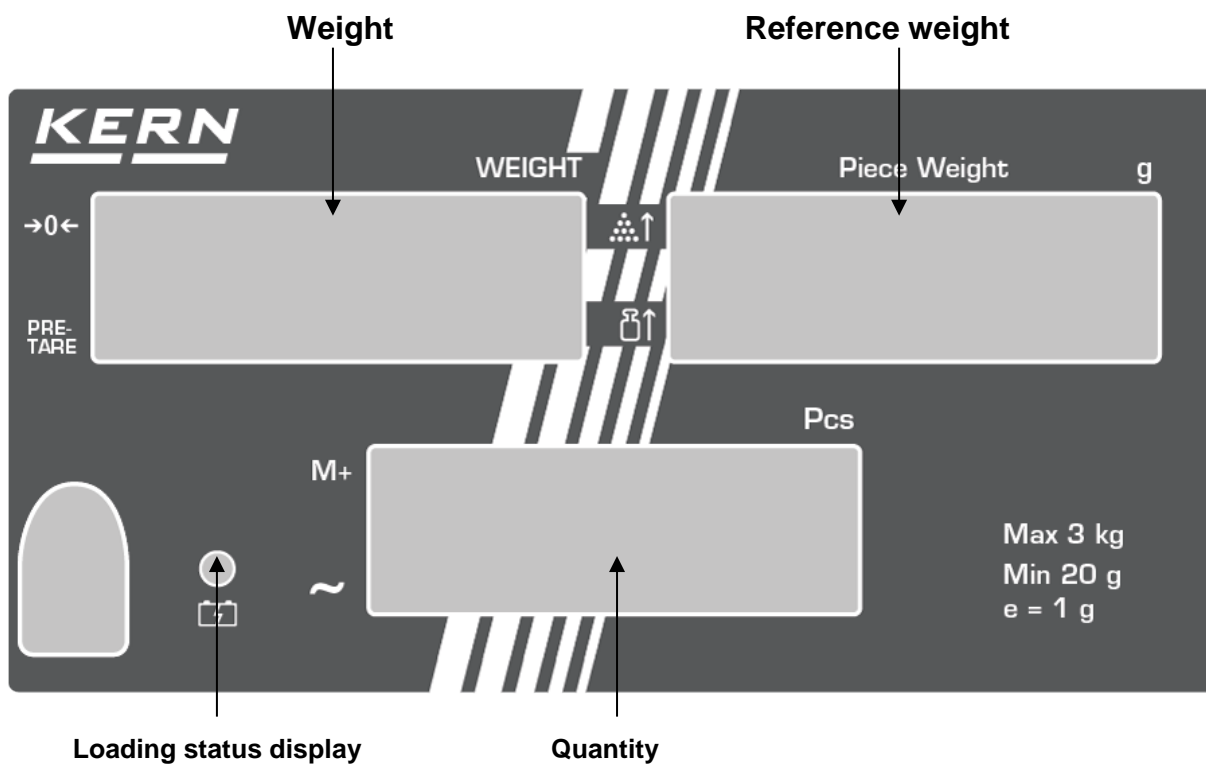 Weight
Reference weight
KERN
WEIGHT
Piece Weight g
→0←
PRE-
TARE
Pcs
M+
~
Max 3 kg
Min 20 g
e = 1 g
Loading status display
Quantity